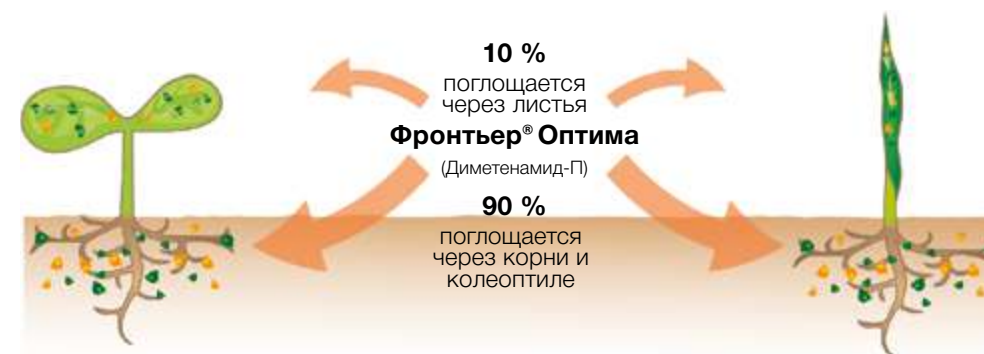 10 %
поглощается
через листья
Фронтьер® Оптима
(Диметенамид-П)
90 %
поглощается
через корни и
колеоптиле